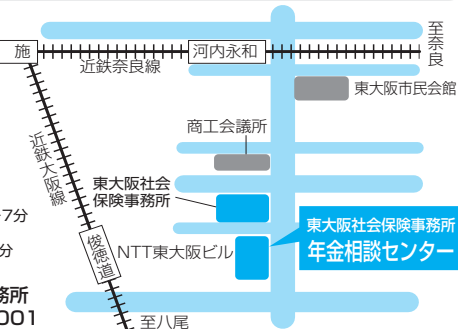 施
河内永和
至奈良
近鉄奈良線
東大阪市民会館
商工会議所
近鉄大阪線
東大阪社会
保険事務所
7分
東大阪社会保険事務所
年金相談センター
俊徳道
NTT東大阪ビル
分
務所
001
至八尾